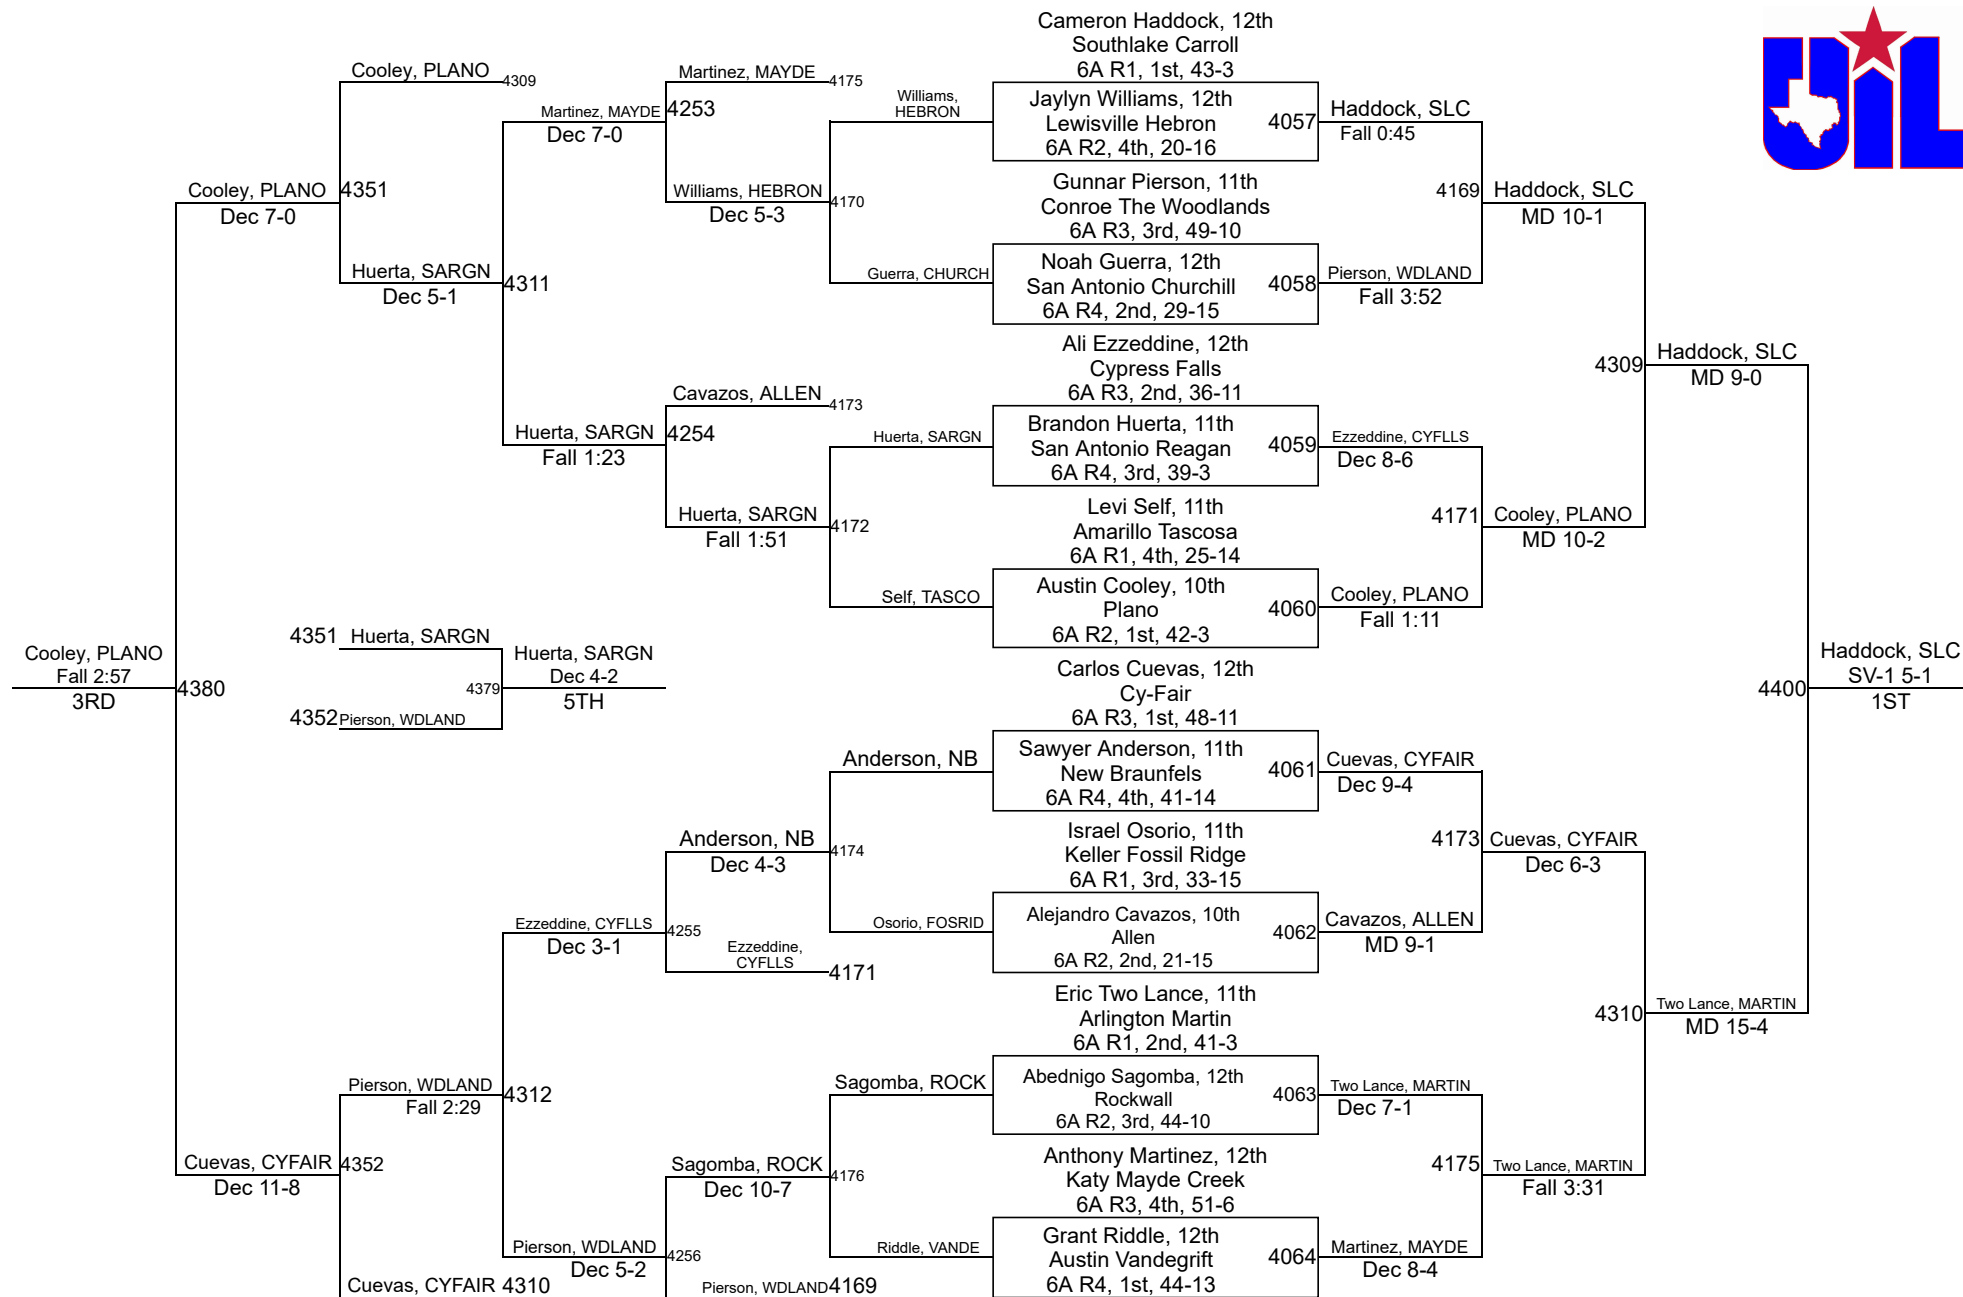 Cameron Haddock, 12th
Southlake Carroll
6A R1, 1st, 43-3
UIL
Cooley, PLANO
4309
Martinez, MAYDE
4175
Williams,
HEBRON
Jaylyn Williams, 12th
Lewisville Hebron
6A R2, 4th, 20-16
4057
Haddock, SLC
Fall 0:45
Martinez, MAYDE
Dec 7-0
4253
Cooley, PLANO
Dec 7-0
4351
Williams, HEBRON
Dec 5-3
4170
Gunnar Pierson, 11th
Conroe The Woodlands
6A R3, 3rd, 49-10
4169
Haddock, SLC
MD 10-1
Huerta, SARGN
Dec 5-1
4311
Guerra, CHURCH
Noah Guerra, 12th
San Antonio Churchill
6A R4, 2nd, 29-15
4058
Pierson, WDLAND
Fall 3:52
Ali Ezzeddine, 12th
Cypress Falls
6A R3, 2nd, 36-11
4309
Haddock, SLC
MD 9-0
Cavazos, ALLEN
4173
Huerta, SARGN
Fall 1:23
4254
Huerta, SARGN
Brandon Huerta, 11th
San Antonio Reagan
6A R4, 3rd, 39-3
4059
Ezzeddine, CYFLLS
Dec 8-6
Huerta, SARGN
Fall 1:51
4172
Levi Self, 11th
Amarillo Tascosa
6A R1, 4th, 25-14
4171
Cooley, PLANO
MD 10-2
Self, TASCO
Austin Cooley, 10th
Plano
6A R2, 1st, 42-3
4060
Cooley, PLANO
Fall 1:11
Cooley, PLANO
Fall 2:57
3RD
4380
4351
Huerta, SARGN
4379
4352
Pierson, WDLAND
Huerta, SARGN
Dec 4-2
5TH
Carlos Cuevas, 12th
Cy-Fair
6A R3, 1st, 48-11
4400
Haddock, SLC
SV-1 5-1
1ST
Anderson, NB
Sawyer Anderson, 11th
New Braunfels
6A R4, 4th, 41-14
4061
Cuevas, CYFAIR
Dec 9-4
Anderson, NB
Dec 4-3
4174
Israel Osorio, 11th
Keller Fossil Ridge
6A R1, 3rd, 33-15
4173
Cuevas, CYFAIR
Dec 6-3
Ezzeddine, CYFLLS
Dec 3-1
4255
Osorio, FOSRID
Alejandro Cavazos, 10th
Allen
6A R2, 2nd, 21-15
4062
Cavazos, ALLEN
MD 9-1
Ezzeddine,
CYFLLS
4171
Eric Two Lance, 11th
Arlington Martin
6A R1, 2nd, 41-3
4310
Two Lance, MARTIN
MD 15-4
Pierson, WDLAND
Fall 2:29
4312
Sagomba, ROCK
Abednigo Sagomba, 12th
Rockwall
6A R2, 3rd, 44-10
4063
Two Lance, MARTIN
Dec 7-1
Cuevas, CYFAIR
Dec 11-8
4352
Sagomba, ROCK
Dec 10-7
4176
Anthony Martinez, 12th
Katy Mayde Creek
6A R3, 4th, 51-6
4175
Two Lance, MARTIN
Fall 3:31
Pierson, WDLAND
Dec 5-2
4256
Riddle, VANDE
Grant Riddle, 12th
Austin Vandegrift
6A R4, 1st, 44-13
4064
Martinez, MAYDE
Dec 8-4
Cuevas, CYFAIR
4310
Pierson, WDLAND
4169